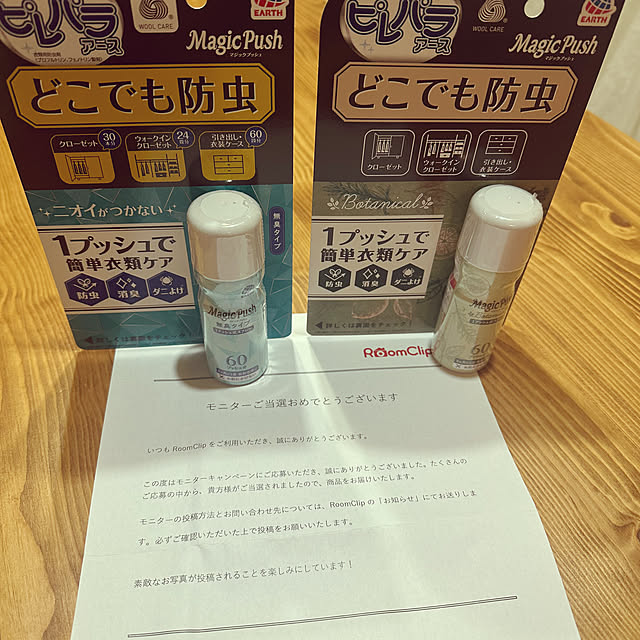 ピレパラ
アース
WOOL CARE
EARTH
Magic Push
マジックプッシュ
どこでも防虫
クローゼット
30
ウォークイン
クローゼット
24
引き出し・
衣装ケース
60
ニオイがつかない
無臭タイプ
1プッシュで
簡単衣類ケア
防虫
消臭
ダニよけ
詳しくは裏面をチェック!
Magic Push
無臭タイプ
60
ピレパラ
アース
WOOL CARE
EARTH
Magic Push
マジックプッシュ
どこでも防虫
クローゼット
ウォークイン
クローゼット
引き出し・
衣装ケース
Botanical
1プッシュで
簡単衣類ケア
防虫
消臭
ダニよけ
詳しくは裏面をチェック!
Magic Push
60
RoomClip
モニターご当選おめでとうございます
いつも RoomClip をご利用いただき、誠にありがとうございます。
この度はモニターキャンペーンにご応募いただき、誠にありがとうございました。たくさんの
ご応募の中から、貴方様がご当選されましたので、商品をお届けいたします。
モニターの投稿方法とお問い合わせ先については、RoomClip の「お知らせ」にてお送りしま
す。必ずご確認いただいた上で投稿をお願いいたします。
素敵なお写真が投稿されることを楽しみにしています!